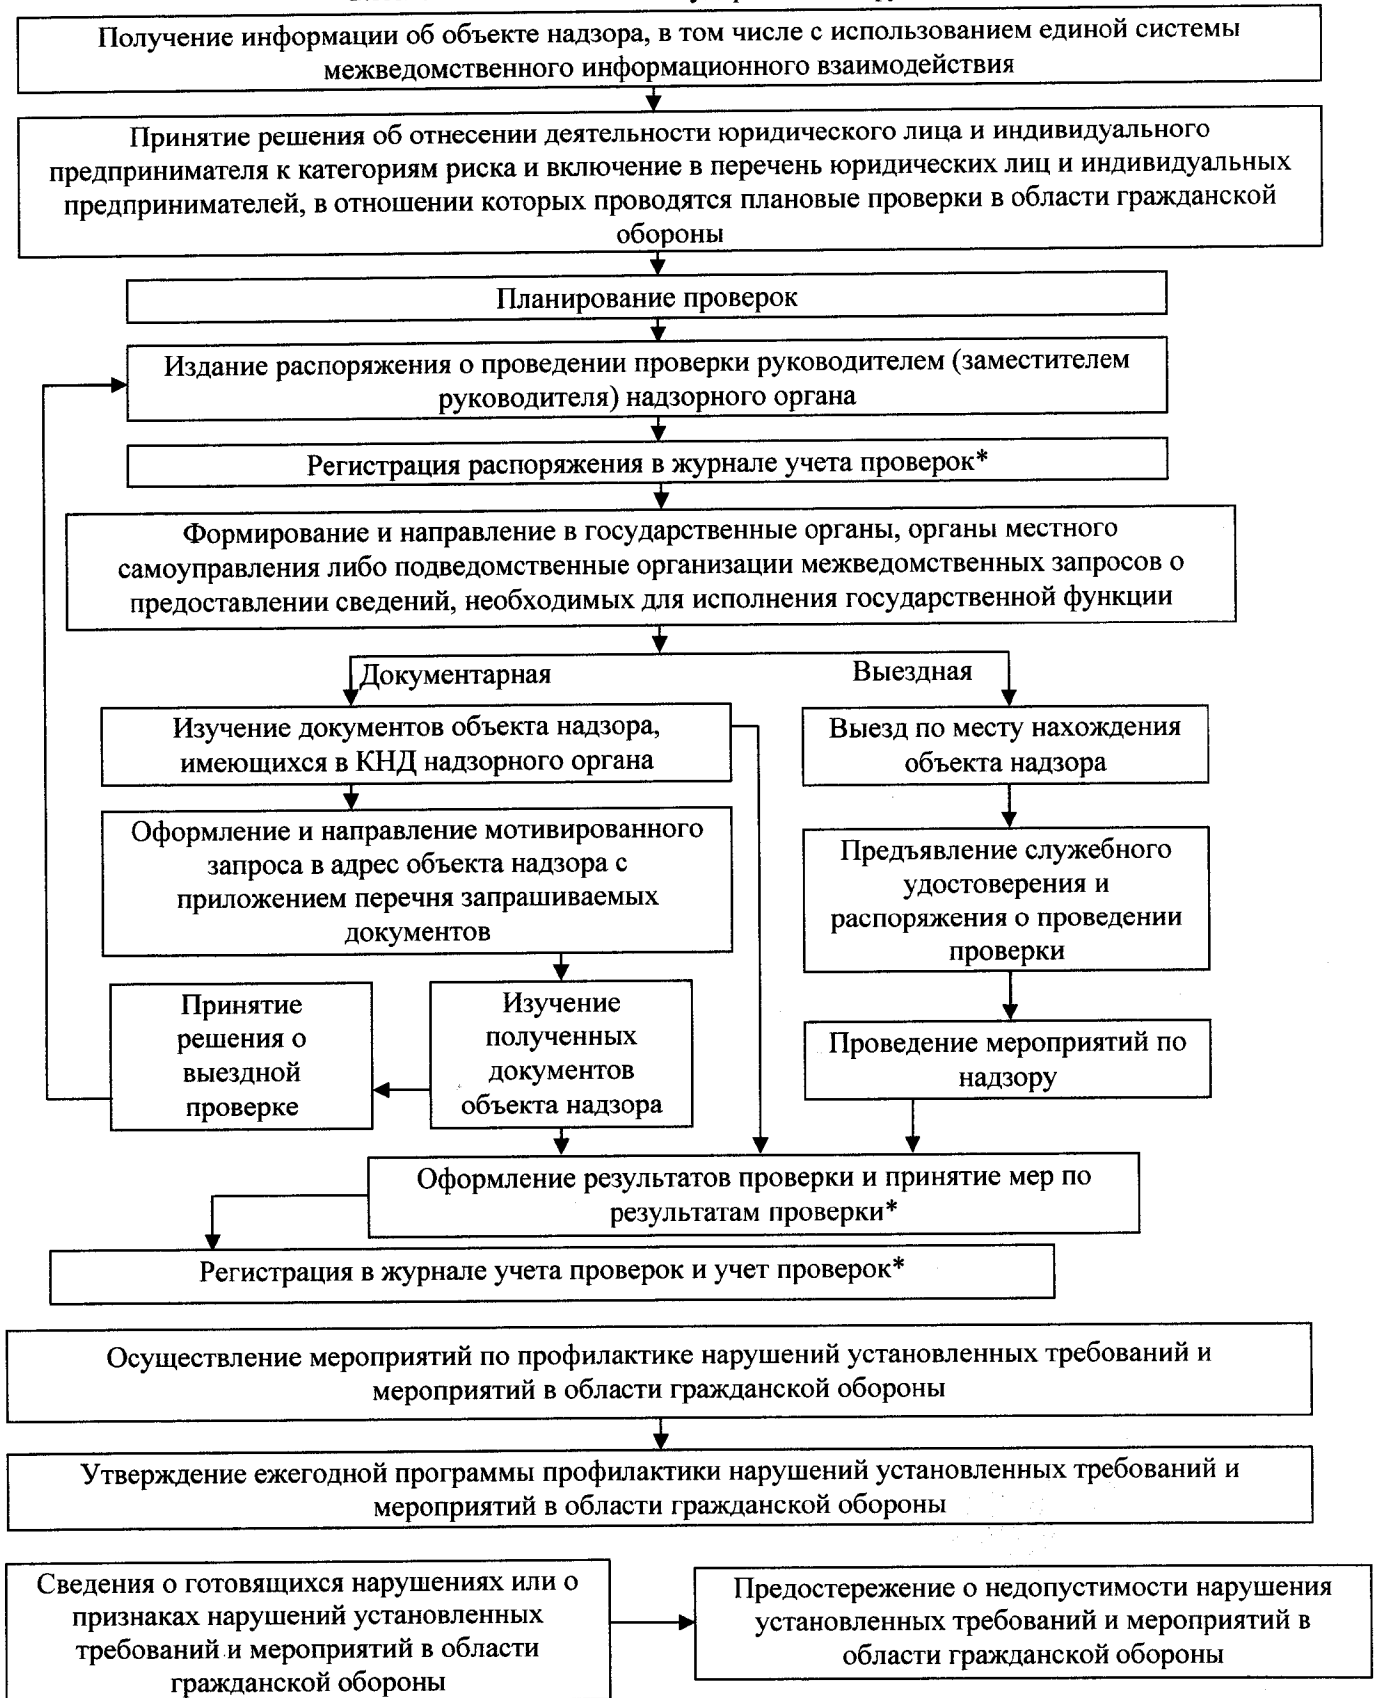 Получение информации об объекте надзора, в том числе с использованием единой системы
межведомственного информационного взаимодействия
Принятие решения об отнесении деятельности юридического лица и индивидуального
предпринимателя к категориям риска и включение в перечень юридических лиц и индивидуальных
предпринимателей, в отношении которых проводятся плановые проверки в области гражданской
обороны
Планирование проверок
Издание распоряжения о проведении проверки руководителем (заместителем
руководителя) надзорного органа
Регистрация распоряжения в журнале учета проверок*
Формирование и направление в государственные органы, органы местного
самоуправления либо подведомственные организации межведомственных запросов о
предоставлении сведений, необходимых для исполнения государственной функции
Документарная
Выездная
Изучение документов объекта надзора,
имеющихся в КНД надзорного органа
Выезд по месту нахождения
объекта надзора
Оформление и направление мотивированного
запроса в адрес объекта надзора с
приложением перечня запрашиваемых
документов
Предъявление служебного
удостоверения и
распоряжения о проведении
проверки
Принятие
решения о
выездной
проверке
Изучение
полученных
документов
объекта надзора
Проведение мероприятий по
надзору
Оформление результатов проверки и принятие мер по
результатам проверки*
Регистрация в журнале учета проверок и учет проверок*
Осуществление мероприятий по профилактике нарушений установленных требований и
мероприятий в области гражданской обороны
Утверждение ежегодной программы профилактики нарушений установленных требований и
мероприятий в области гражданской обороны
Сведения о готовящихся нарушениях или о
признаках нарушений установленных
требований и мероприятий в области
гражданской обороны
Предостережение о недопустимости нарушения
установленных требований и мероприятий в
области гражданской обороны